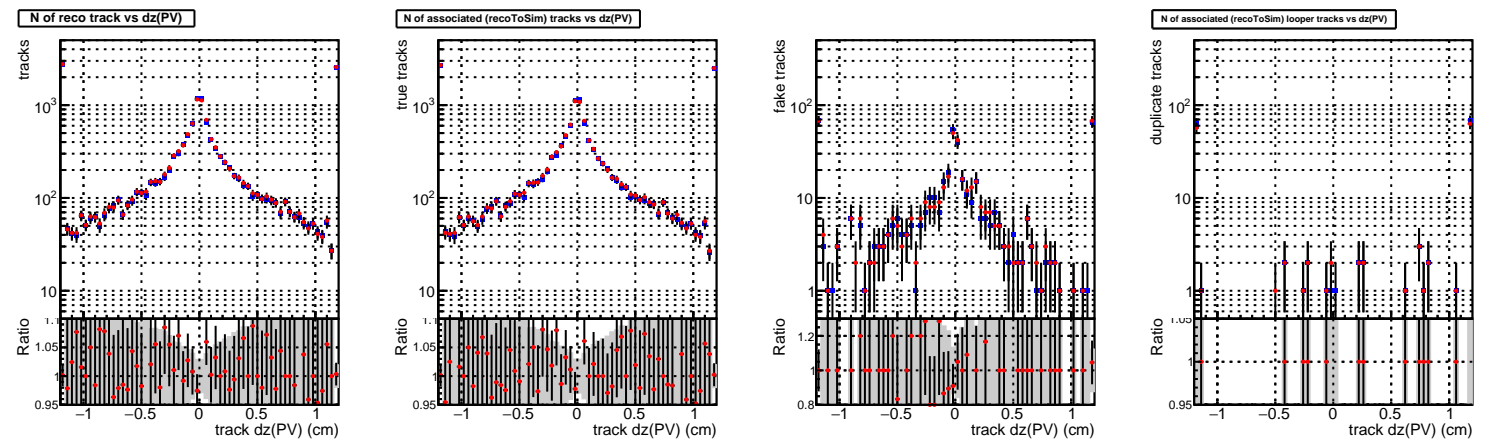 N of reco track vs dz(PV)
tracks
10³
10²
10
Ratio
1.1
1.05
1
0.95
−1 −0.5 0 0.5 1
track dz(PV) (cm)
N of associated (recoToSim) tracks vs dz(PV)
true tracks
10³
10²
10
Ratio
1.1
1.05
1
0.95
−1 −0.5 0 0.5 1
track dz(PV) (cm)
fake tracks
10²
10
1
Ratio
1.2
1
0.8
−1 −0.5 0 0.5 1
track dz(PV) (cm)
N of associated (recoToSim) looper tracks vs dz(PV)
duplicate tracks
10²
10
1
Ratio
1.05
1
0.95
−1 −0.5 0 0.5 1
track dz(PV) (cm)